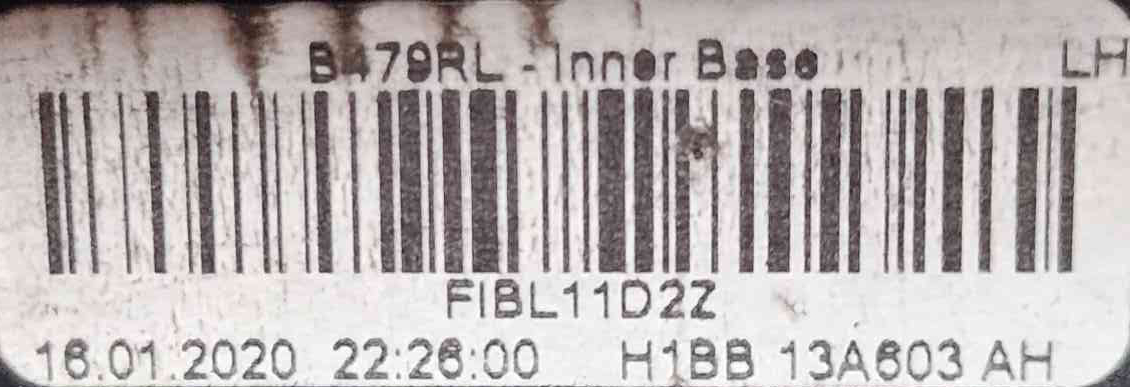 B479RL - Inner Base LH
FIBL11D2Z
16.01.2020 22:26:00 H1BB 13A603 AH